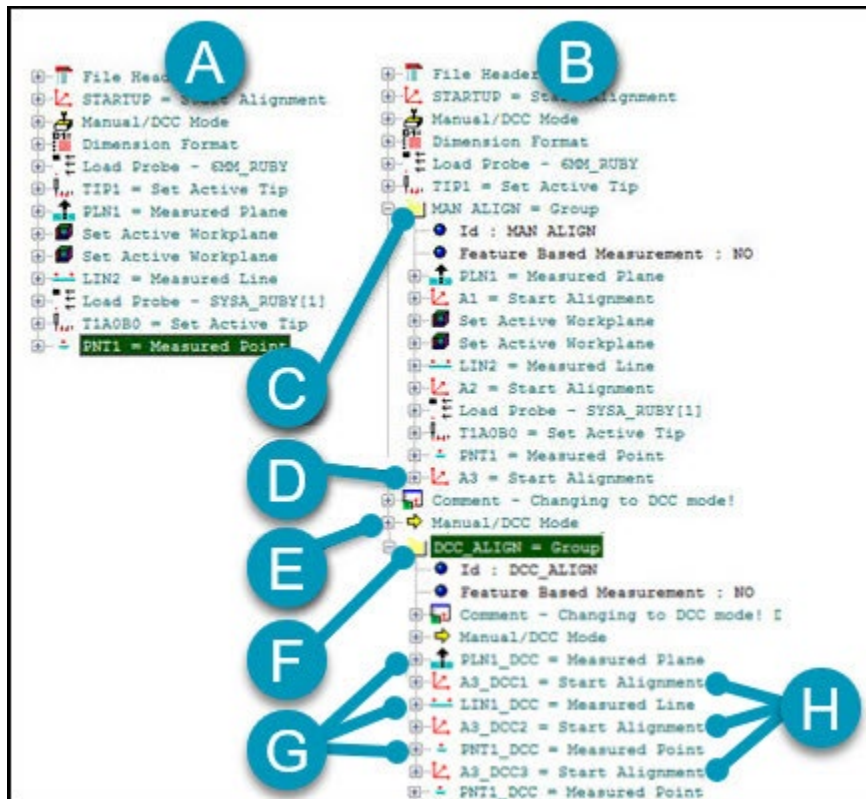 A
File Head
STARTUP = Start Alignment
Manual/DCC Mode
Dimension Format
Load Probe - 6MM_RUBY
TIP1 = Set Active Tip
PLN1 = Measured Plane
Set Active Workplane
Set Active Workplane
LIN2 = Measured Line
Load Probe - SYSA_RUBY[1]
T1A0B0 = Set Active Tip
PNT1 = Measured Point
B
File Header
STARTUP = Start Alignment
Manual/DCC Mode
Dimension Format
Load Probe - 6MM_RUBY
TIP1 = Set Active Tip
MAN ALIGN = Group
Id : MAN ALIGN
Feature Based Measurement : NO
PLN1 = Measured Plane
A1 = Start Alignment
Set Active Workplane
Set Active Workplane
LIN2 = Measured Line
A2 = Start Alignment
Load Probe - SYSA_RUBY[1]
T1A0B0 = Set Active Tip
PNT1 = Measured Point
A3 = Start Alignment
Comment - Changing to DCC mode!
Manual/DCC Mode
DCC_ALIGN = Group
Id : DCC_ALIGN
Feature Based Measurement : NO
Comment - Changing to DCC mode!
Manual/DCC Mode
PLN1_DCC = Measured Plane
A3_DCC1 = Start Alignment
LIN1_DCC = Measured Line
A3_DCC2 = Start Alignment
PNT1_DCC = Measured Point
A3_DCC3 = Start Alignment
PNT1_DCC = Measured Point
C
D
E
F
G
H